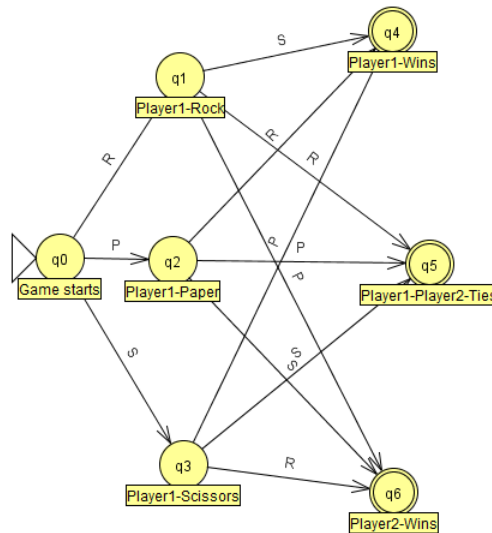 S
q4
Player1-Wins
q1
Player1-Rock
R
R
R
P
q0
Game starts
P
q2
Player1-Paper
P
P
q5
Player1-Player2-Ties
S
S
S
q3
Player1-Scissors
R
q6
Player2-Wins